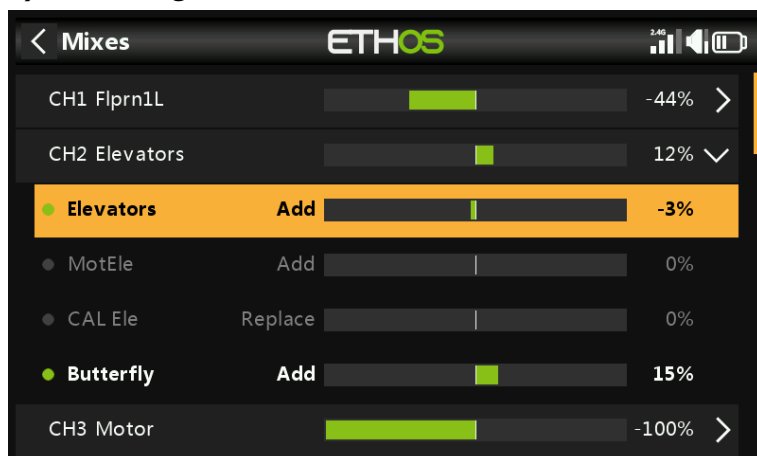 Mixes ETHOS 2.4G
CH1 Flprn1L -44%
CH2 Elevators 12%
Elevators Add -3%
MotEle Add 0%
CAL Ele Replace 0%
Butterfly Add 15%
CH3 Motor -100%